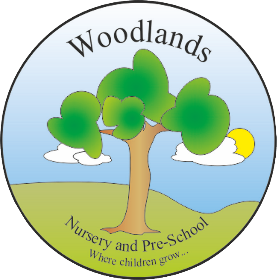 Woodlands
Nursery and Pre-School
Where children grow...